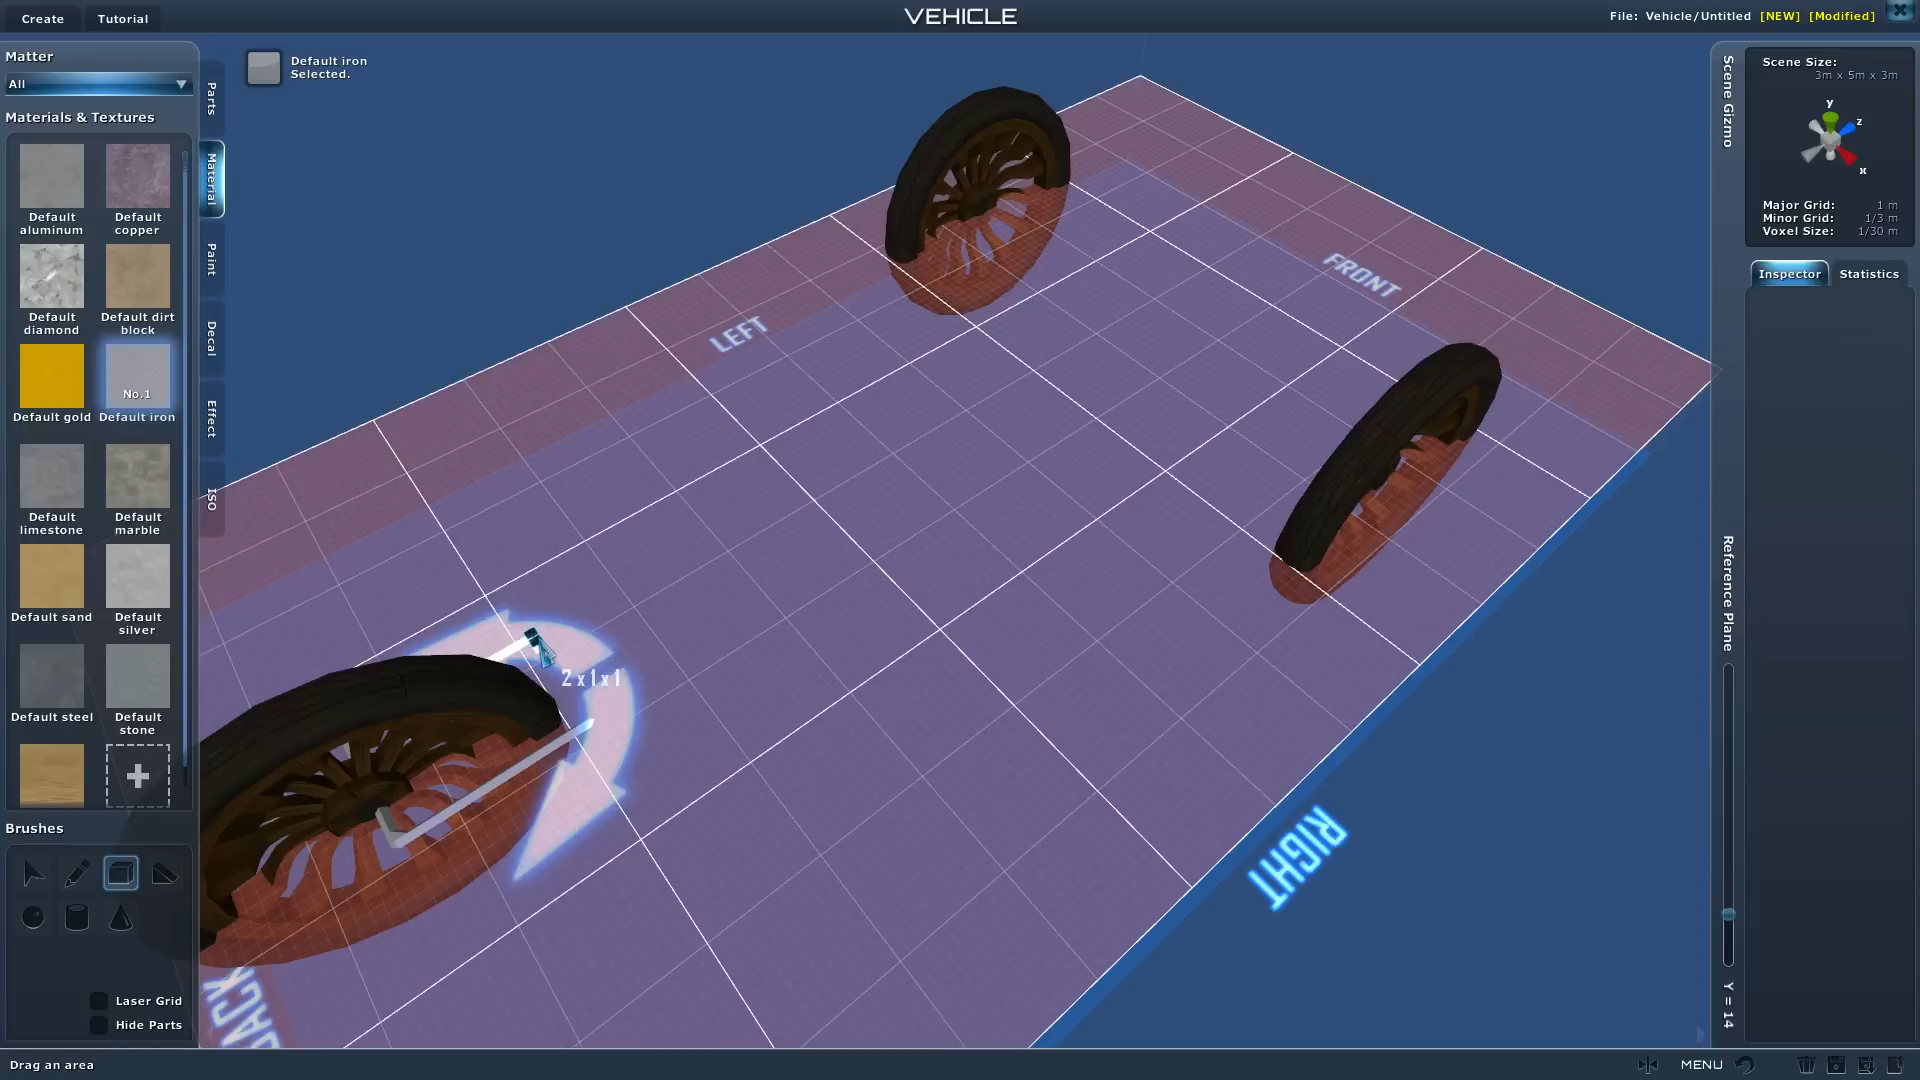 Create
Tutorial
VEHICLE
File: Vehicle/Untitled [NEW] [Modified]
Matter
All
Materials & Textures
Default aluminum
Default copper
Default diamond
Default dirt block
Default gold
No.1
Default iron
Default limestone
Default marble
Default sand
Default silver
Default steel
Default stone
Brushes
Laser Grid
Hide Parts
Drag an area
Parts
Material
Paint
Decal
Effect
ISO
Default iron
Selected.
LEFT
FRONT
2 x 1 x 1
RIGHT
BACK
Scene Gizmo
Scene Size:
3m x 5m x 3m
y
z
x
Major Grid: 1 m
Minor Grid: 1/3 m
Voxel Size: 1/30 m
Inspector
Statistics
Reference Plane
Y = 14
MENU